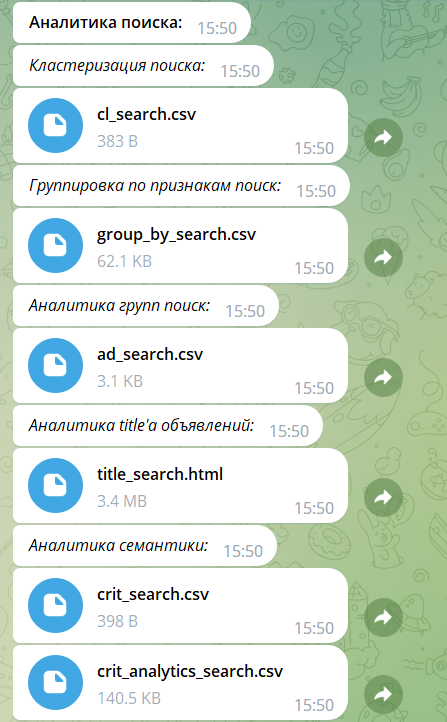 Аналитика поиска: 15:50
Кластеризация поиска: 15:50
cl_search.csv
383 B 15:50
Группировка по признакам поиск: 15:50
group_by_search.csv
62.1 KB 15:50
Аналитика групп поиск: 15:50
ad_search.csv
3.1 KB 15:50
Аналитика title'a объявлений: 15:50
title_search.html
3.4 MB 15:50
Аналитика семантики: 15:50
crit_search.csv
398 B 15:50
crit_analytics_search.csv
140.5 KB 15:50